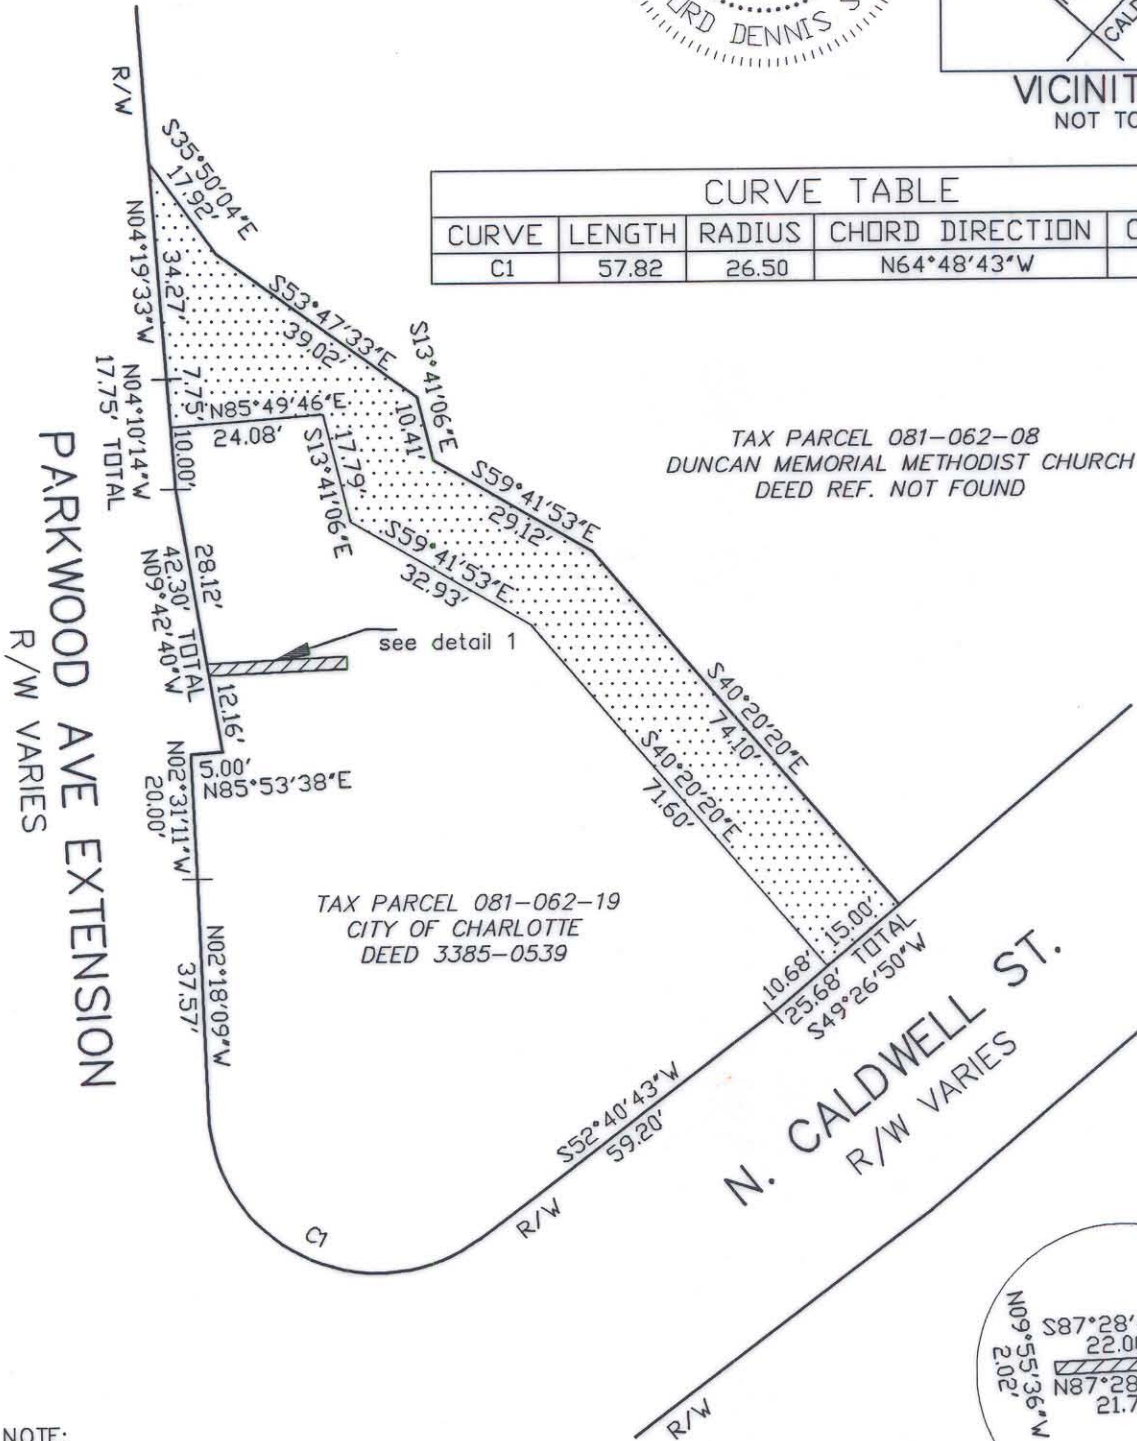 DENNIS
VICINIT
NOT TO
CURVE TABLE
CURVE LENGTH RADIUS CHORD DIRECTION C
C1 57.82 26.50 N64°48'43"W
R/W
S35°50'04"E
17.92'
N04°19'33"W
34.27'
S53°47'33"E
39.02'
S13°41'06"E
10.41'
N04°10'14"W
17.75' TOTAL
7.75'
10.00'
N85°49'46"E
24.08'
S13°41'06"E
17.79'
S59°41'53"E
29.12'
S59°41'53"E
32.93'
TAX PARCEL 081-062-08
DUNCAN MEMORIAL METHODIST CHURCH
DEED REF. NOT FOUND
28.12'
42.30' TOTAL
N09°42'40"W
see detail 1
12.16'
5.00'
N85°53'38"E
N02°31'11"W
20.00'
S40°20'20"E
74.10'
S40°20'20"E
71.60'
PARKWOOD AVE EXTENSION
R/W VARIES
TAX PARCEL 081-062-19
CITY OF CHARLOTTE
DEED 3385-0539
N02°18'09"W
37.57'
15.00'
10.68'
25.68' TOTAL
S49°26'50"W
S52°40'43"W
59.20'
N. CALDWELL ST.
R/W VARIES
C1
R/W
R/W
N09°55'36"W
2.02'
S87°28'
22.0
N87°28
21.7
NOTE: